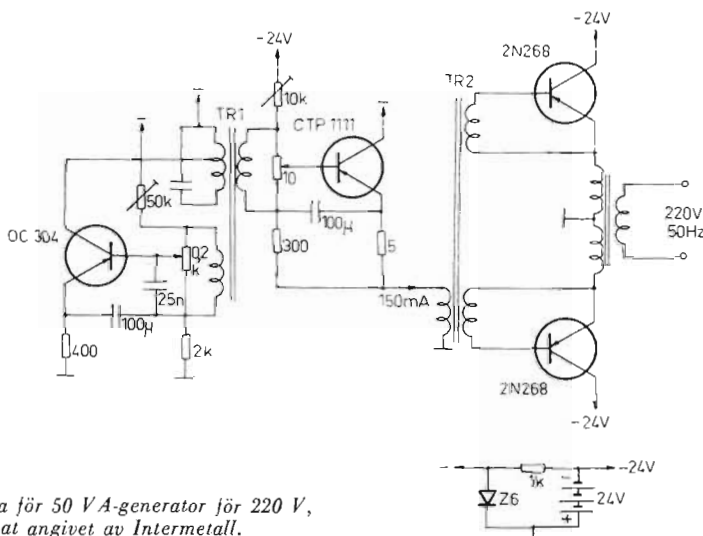 -24V
2N268
-24V
TR2
10k
TR1
CTP 1111
50k
10
OC 304
0,2
k
100μ
300
5
220V
50Hz
25n
150mA
100μ
400
2k
2N268
-24V
1k
-24V
Z6
24V
a för 50 VA-generator för 220 V,
at angivet av Intermetall.